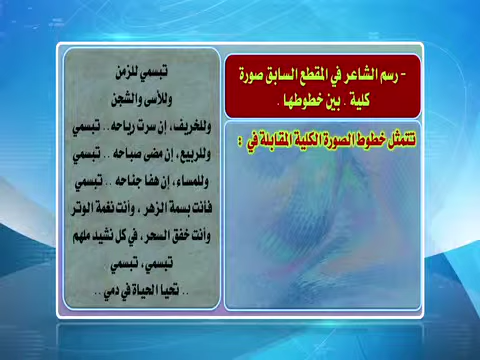 - رسم الشاعر في المقطع السابق صورة
كلية . بين خطوطها .
تتمثل خطوط الصورة الكلية المقابلة في :
تبسمي للزمن
وللأسى والشجن
وللخريف، إن سرت رياحه.. تبسمي
وللربيع، إن مضى صباحه .. تبسمي
وللمساء، إن هفا جناحه .. تبسمي
فأنت بسمة الزهر ، وأنت نغمة الوتر
وأنت خفق السحر، في كل نشيد ملهم
تبسمي، تبسمي
.. تحيا الحياة في دمي ..